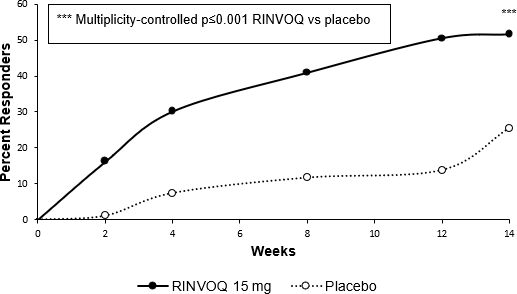 60
*** Multiplicity-controlled p≤0.001 RINVOQ vs placebo
***
50
40
30
20
10
0
Percent Responders
0 2 4 6 8 10 12 14
Weeks
RINVOQ 15 mg Placebo